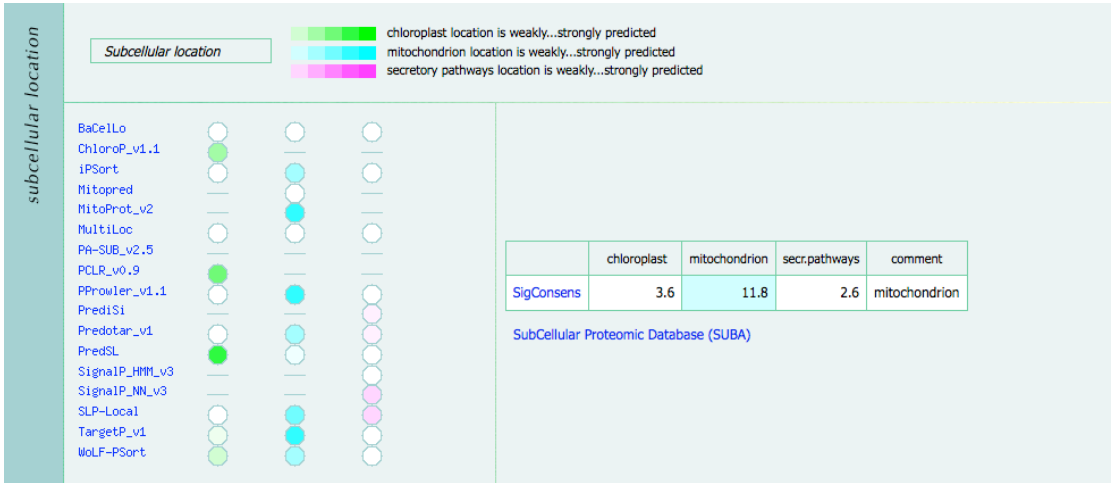 subcellular location
Subcellular location
chloroplast location is weakly...strongly predicted
mitochondrion location is weakly...strongly predicted
secretory pathways location is weakly...strongly predicted
BaCelLo
ChloroP_v1.1
iPSort
Mitopred
MitoProt_v2
MultiLoc
PA-SUB_v2.5
PCLR_v0.9
PProwler_v1.1
PrediSi
Predotar_v1
PredSL
SignalP_HMM_v3
SignalP_NN_v3
SLP-Local
TargetP_v1
WoLF-PSort
chloroplast mitochondrion secr.pathways comment
SigConsens 3.6 11.8 2.6 mitochondrion
SubCellular Proteomic Database (SUBA)